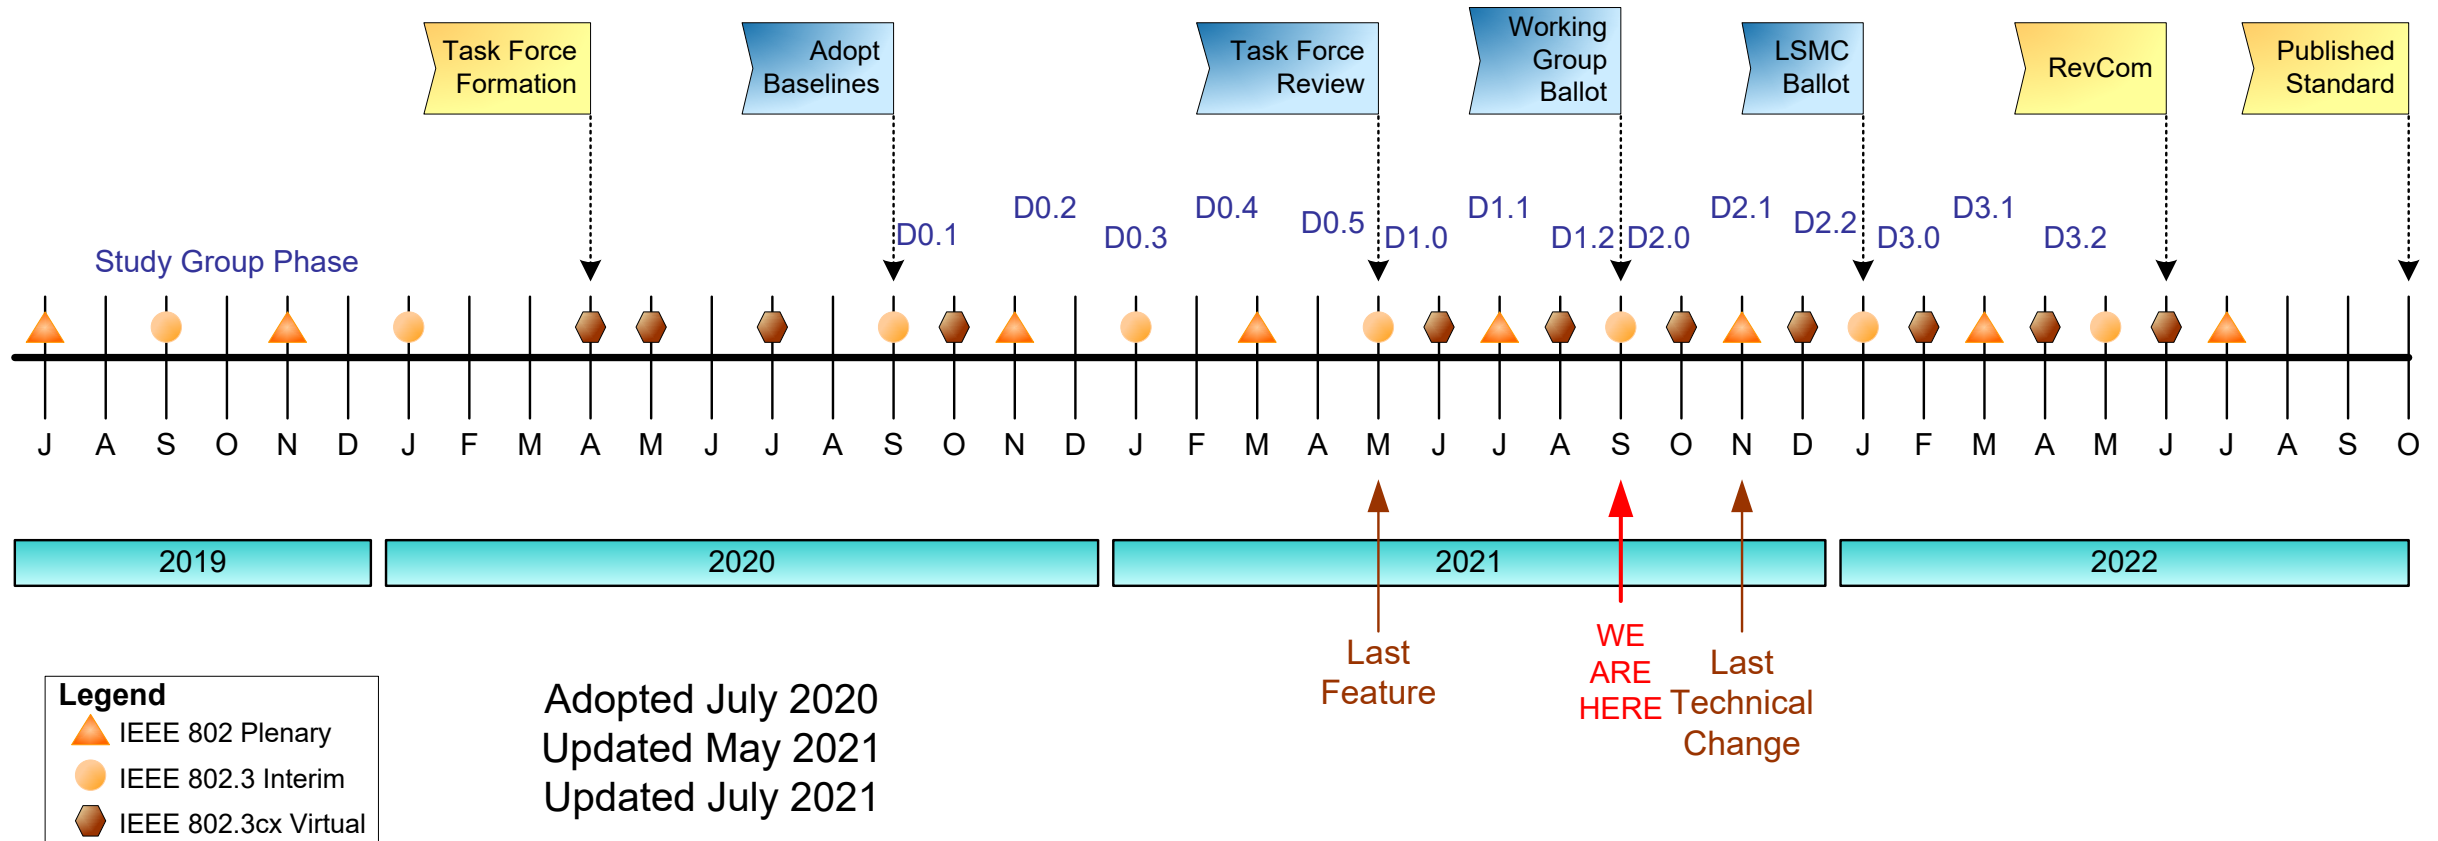 Task Force
Formation
Adopt
Baselines
Task Force
Review
Working
Group
Ballot
LSMC
Ballot
RevCom
Published
Standard
Study Group Phase
D0.1
D0.2
D0.3
D0.4
D0.5
D1.0
D1.1
D1.2
D2.0
D2.1
D2.2
D3.0
D3.1
D3.2
J A S O N D J F M A M J J A S O N D J F M A M J J A S O N D J F M A M J J A S O
2019 2020 2021 2022
Last
Feature
WE
ARE
HERE
Last
Technical
Change
Legend
IEEE 802 Plenary
IEEE 802.3 Interim
IEEE 802.3cx Virtual
Adopted July 2020
Updated May 2021
Updated July 2021